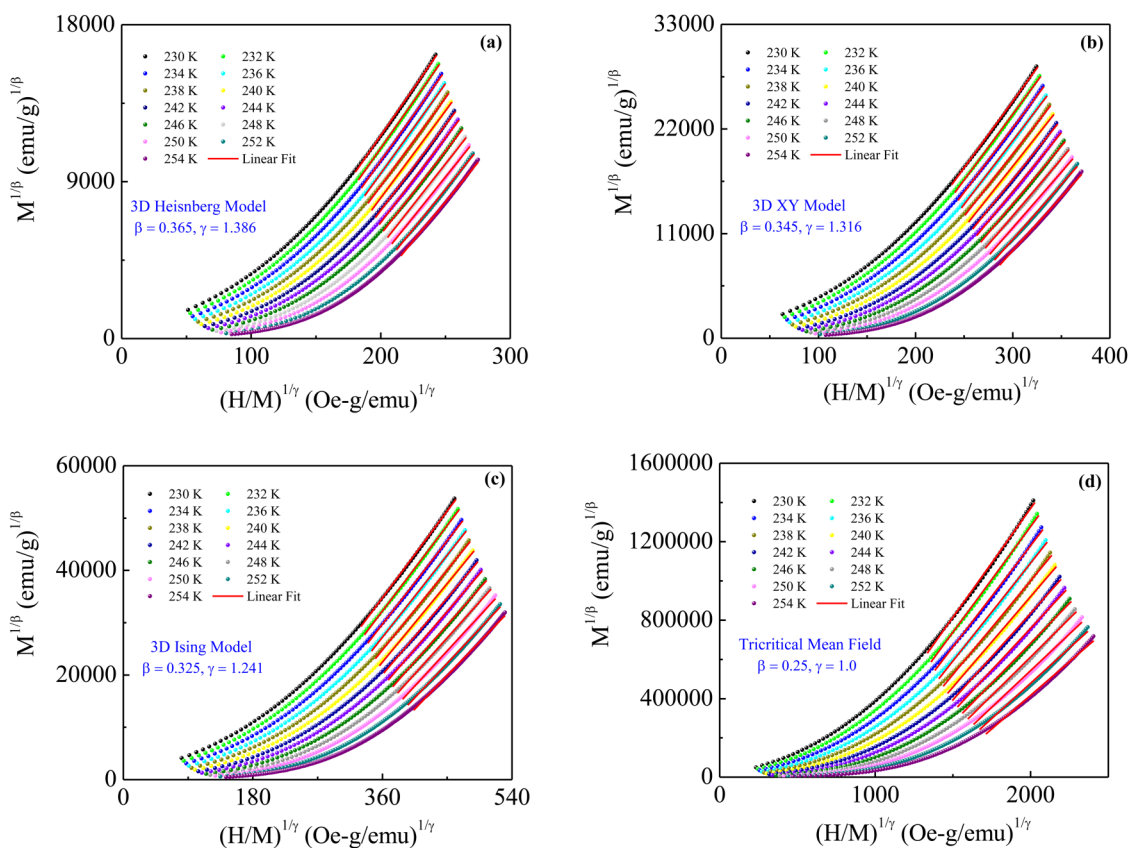 (a)
18000
9000
0
M^{1/β} (emu/g)^{1/β}
230 K 232 K
234 K 236 K
238 K 240 K
242 K 244 K
246 K 248 K
250 K 252 K
254 K Linear Fit
3D Heisnberg Model
β = 0.365, γ = 1.386
0 100 200 300
(H/M)^{1/γ} (Oe-g/emu)^{1/γ}
(b)
33000
22000
11000
0
M^{1/β} (emu/g)^{1/β}
230 K 232 K
234 K 236 K
238 K 240 K
242 K 244 K
246 K 248 K
250 K 252 K
254 K Linear Fit
3D XY Model
β = 0.345, γ = 1.316
0 100 200 300 400
(H/M)^{1/γ} (Oe-g/emu)^{1/γ}
(c)
60000
40000
20000
0
M^{1/β} (emu/g)^{1/β}
230 K 232 K
234 K 236 K
238 K 240 K
242 K 244 K
246 K 248 K
250 K 252 K
254 K Linear Fit
3D Ising Model
β = 0.325, γ = 1.241
0 180 360 540
(H/M)^{1/γ} (Oe-g/emu)^{1/γ}
(d)
1600000
1200000
800000
400000
0
M^{1/β} (emu/g)^{1/β}
230 K 232 K
234 K 236 K
238 K 240 K
242 K 244 K
246 K 248 K
250 K 252 K
254 K Linear Fit
Tricritical Mean Field
β = 0.25, γ = 1.0
0 1000 2000
(H/M)^{1/γ} (Oe-g/emu)^{1/γ}